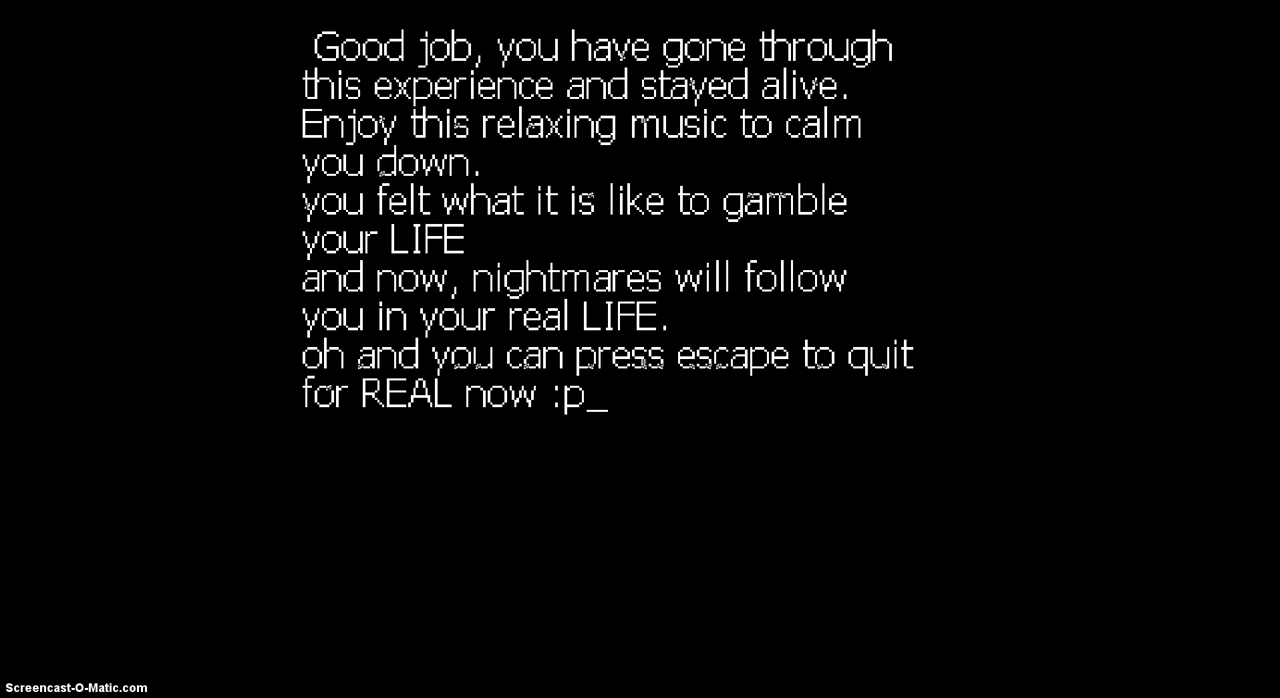 Good job, you have gone through
this experience and stayed alive.
Enjoy this relaxing music to calm
you down.
you felt what it is like to gamble
your LIFE
and now, nightmares will follow
you in your real LIFE.
oh and you can press escape to quit
for REAL now :p_
Screencast-O-Matic.com